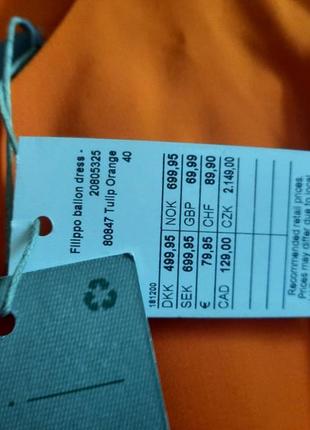 Filippo ballon dress -
20805325
80847 Tulip Orange
40
181200
DKK 499,95 NOK 699,95
SEK 699,95 GBP 69,99
€ 79,95 CHF 89,90
CAD 129,00 CZK 2,149,00
Recommended retail prices.
Prices may differ due to local